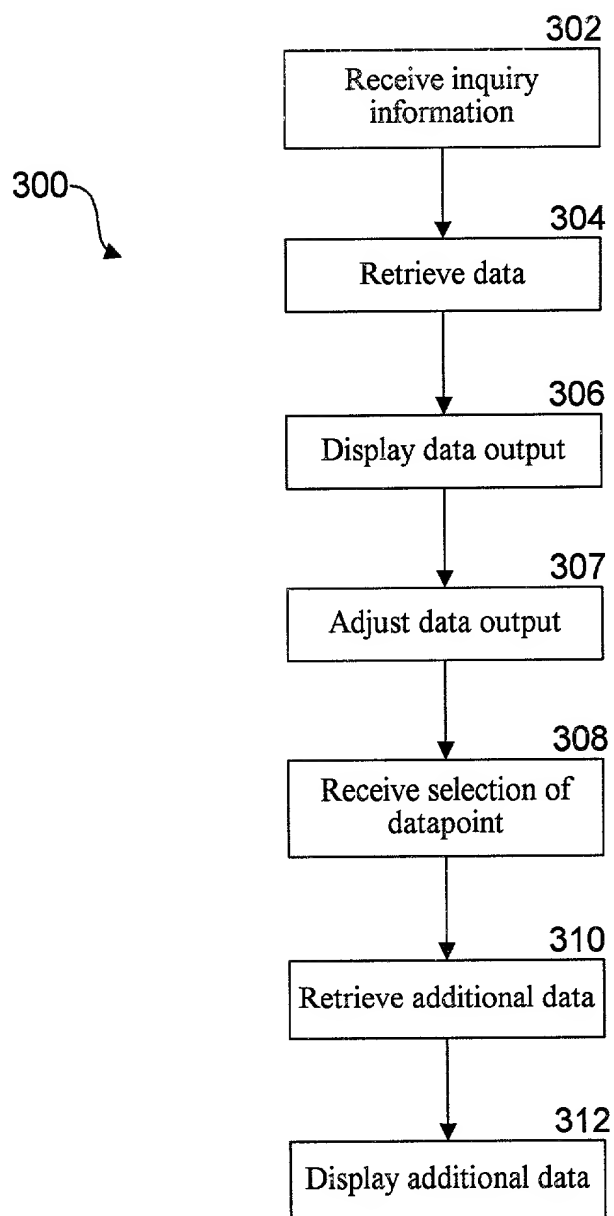 302
Receive inquiry
information
300
304
Retrieve data
306
Display data output
307
Adjust data output
308
Receive selection of
datapoint
310
Retrieve additional data
312
Display additional data